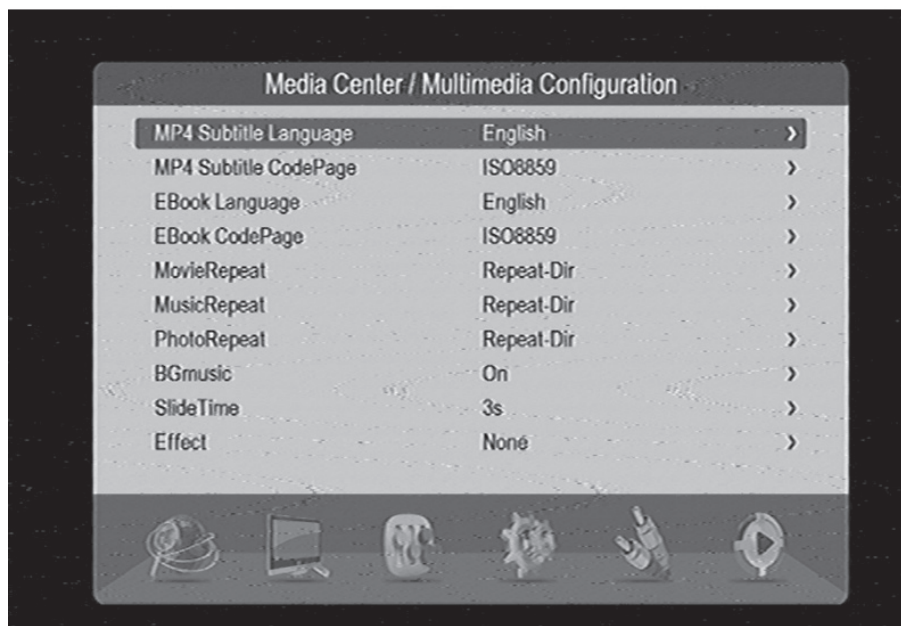 Media Center / Multimedia Configuration
MP4 Subtitle Language English
MP4 Subtitle CodePage ISO8859
EBook Language English
EBook CodePage ISO8859
MovieRepeat Repeat-Dir
MusicRepeat Repeat-Dir
PhotoRepeat Repeat-Dir
BGmusic On
SlideTime 3s
Effect None